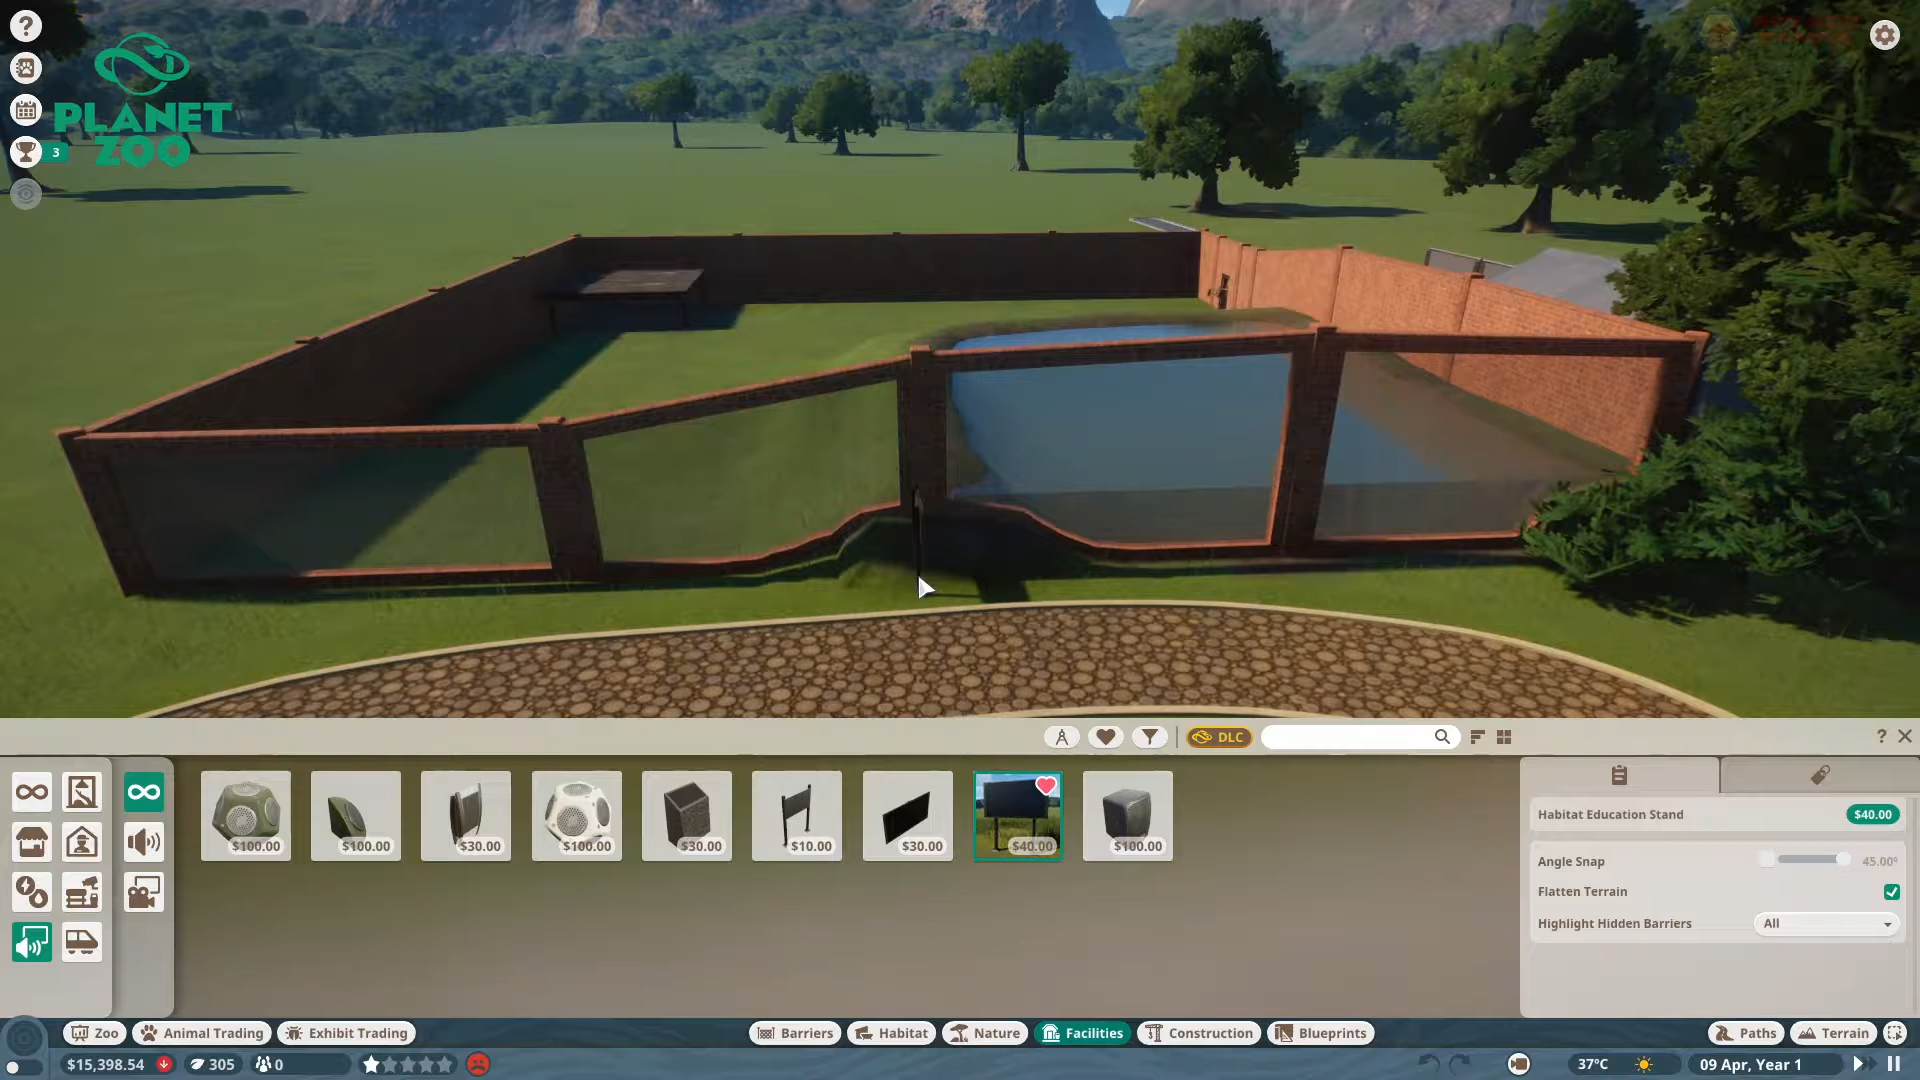 ?
PLANET
ZOO
3
DLC
?
$100.00
$100.00
$30.00
$100.00
$30.00
$10.00
$30.00
$40.00
$100.00
Habitat Education Stand
$40.00
Angle Snap
45.00°
Flatten Terrain
Highlight Hidden Barriers
All
Zoo
Animal Trading
Exhibit Trading
Barriers
Habitat
Nature
Facilities
Construction
Blueprints
Paths
Terrain
$15,398.54
305
0
37°C
09 Apr, Year 1